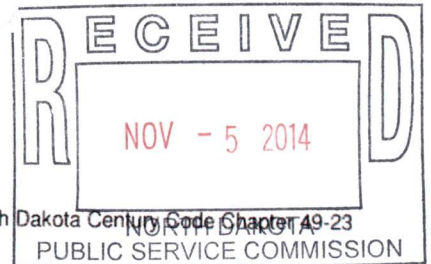 RECEIVED
NOV - 5 2014
h Dakota Century Code Chapter 49-23
NORTH DAKOTA
PUBLIC SERVICE COMMISSION